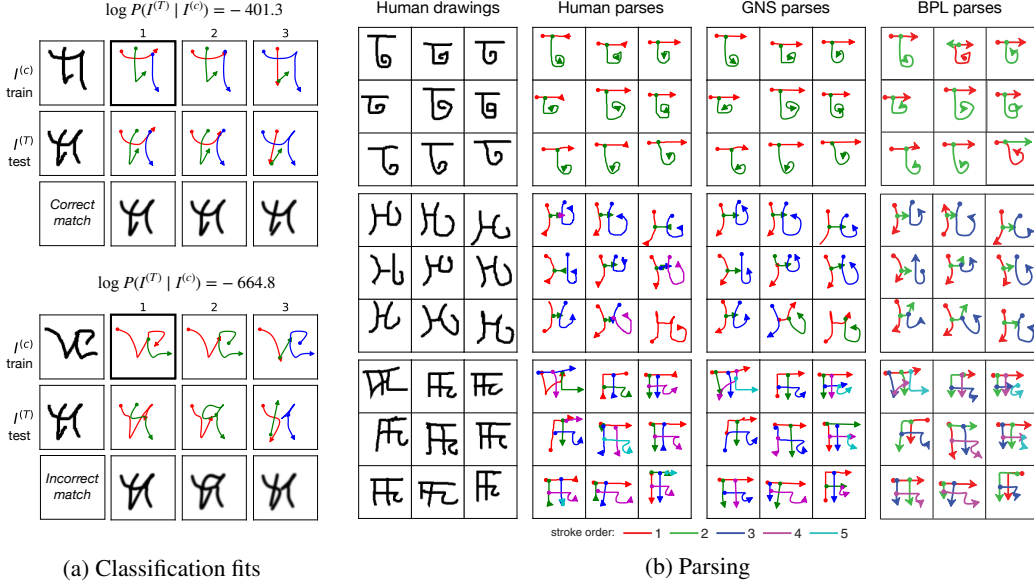 log P(I^(T) | I^(c)) = − 401.3
1 2 3
I^(c)
train
I^(T)
test
Correct
match
log P(I^(T) | I^(c)) = − 664.8
1 2 3
I^(c)
train
I^(T)
test
Incorrect
match
(a) Classification fits
Human drawings Human parses GNS parses BPL parses
stroke order: 1 2 3 4 5
(b) Parsing